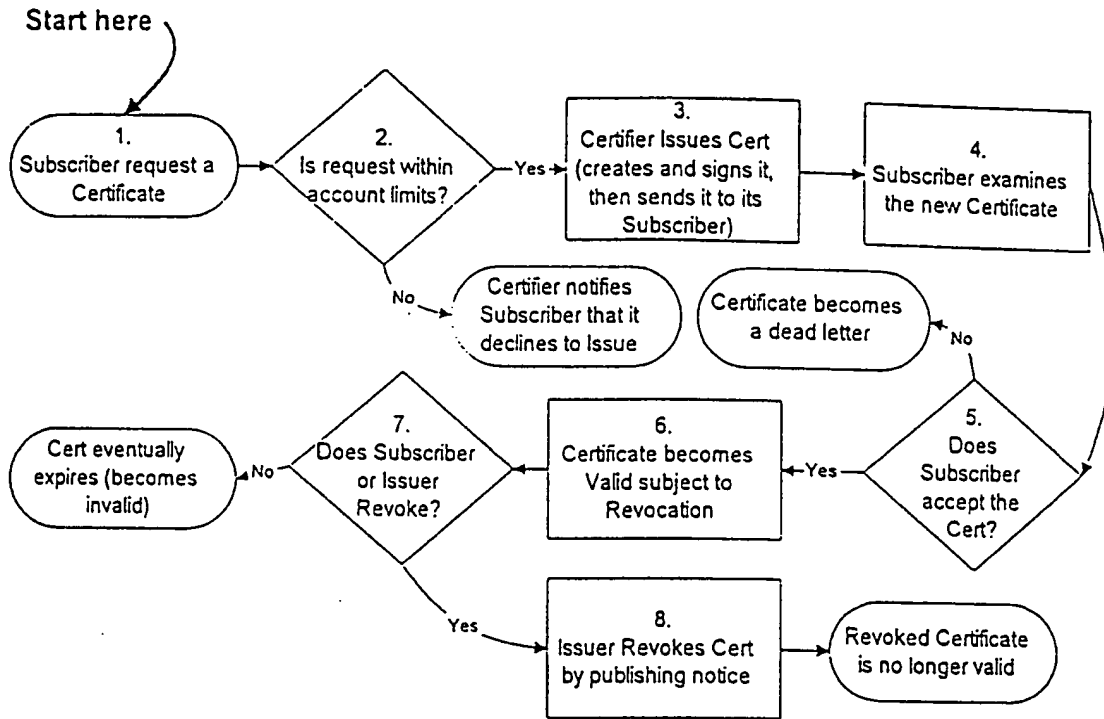 Start here
1.
Subscriber request a
Certificate
2.
Is request within
account limits?
Yes
3.
Certifier Issues Cert
(creates and signs it,
then sends it to its
Subscriber)
4.
Subscriber examines
the new Certificate
No
Certifier notifies
Subscriber that it
declines to Issue
Certificate becomes
a dead letter
No
5.
Does
Subscriber
accept the
Cert?
Yes
6.
Certificate becomes
Valid subject to
Revocation
7.
Does Subscriber
or Issuer
Revoke?
No
Cert eventually
expires (becomes
invalid)
Yes
8.
Issuer Revokes Cert
by publishing notice
Revoked Certificate
is no longer valid